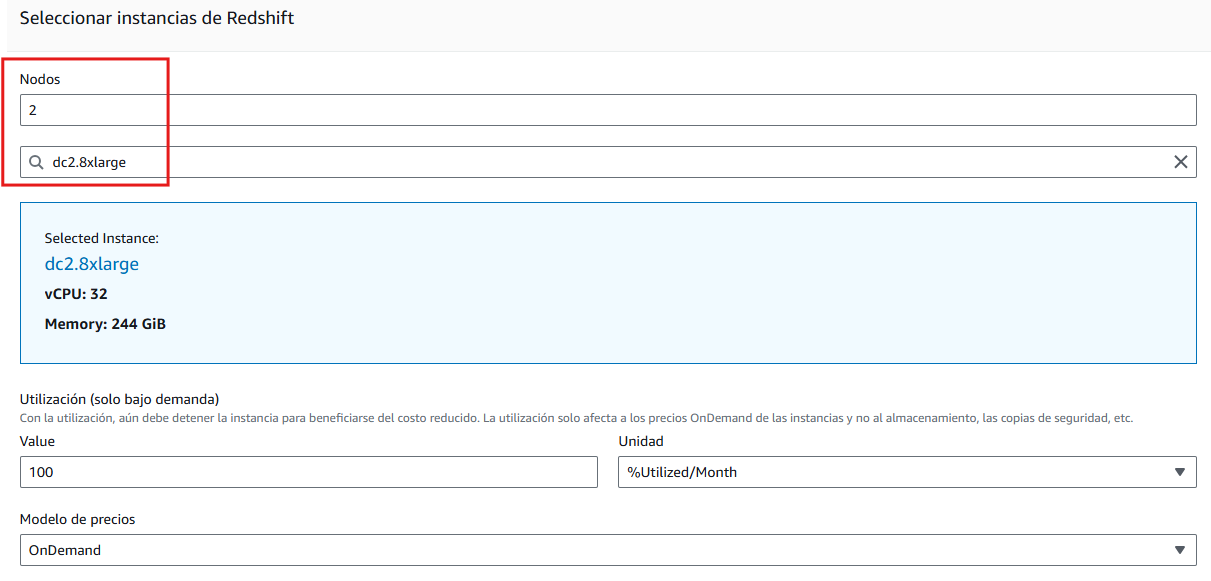 Seleccionar instancias de Redshift
Nodos
2
dc2.8xlarge
Selected Instance:
dc2.8xlarge
vCPU: 32
Memory: 244 GiB
Utilización (solo bajo demanda)
Con la utilización, aún debe detener la instancia para beneficiarse del costo reducido. La utilización solo afecta a los precios OnDemand de las instancias y no al almacenamiento, las copias de seguridad, etc.
Value
Unidad
100
%Utilized/Month
Modelo de precios
OnDemand